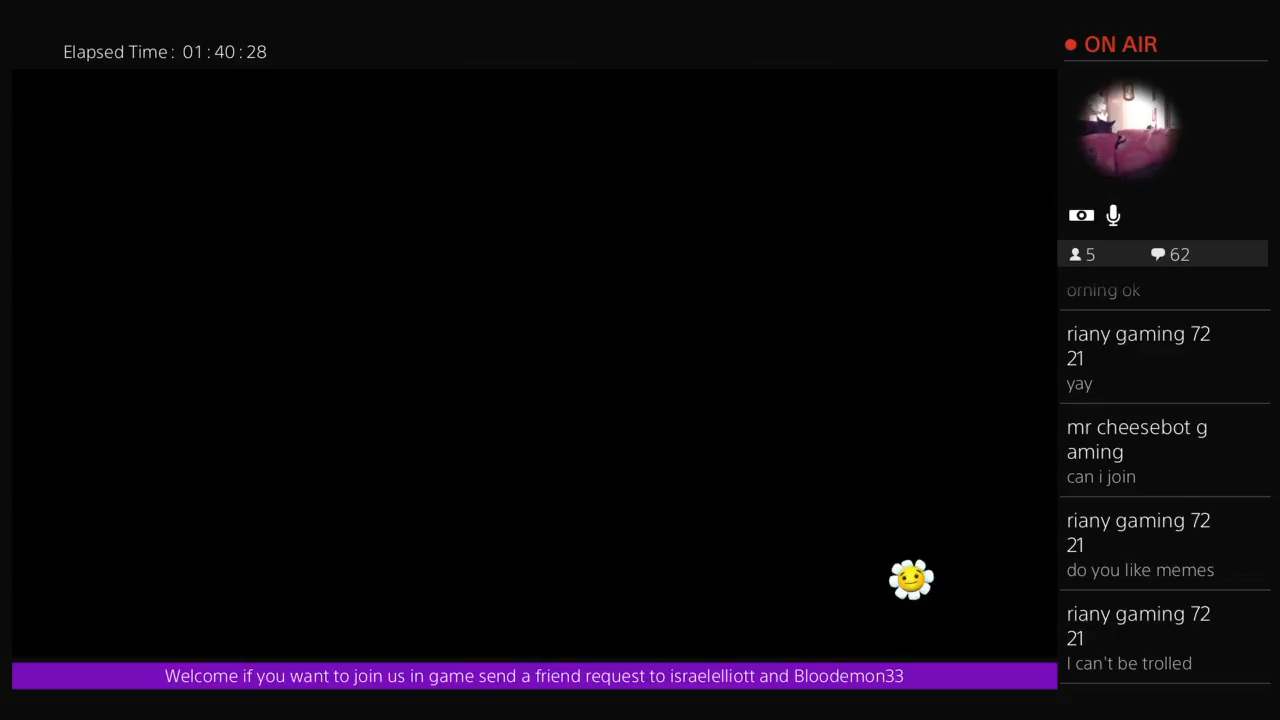 Elapsed Time: 01:40:28
ON AIR
5 62
orning ok
riany gaming 72
21
yay
mr cheesebot g
aming
can i join
riany gaming 72
21
do you like memes
riany gaming 72
21
I can't be trolled
Welcome if you want to join us in game send a friend request to israelelliott and Bloodemon33